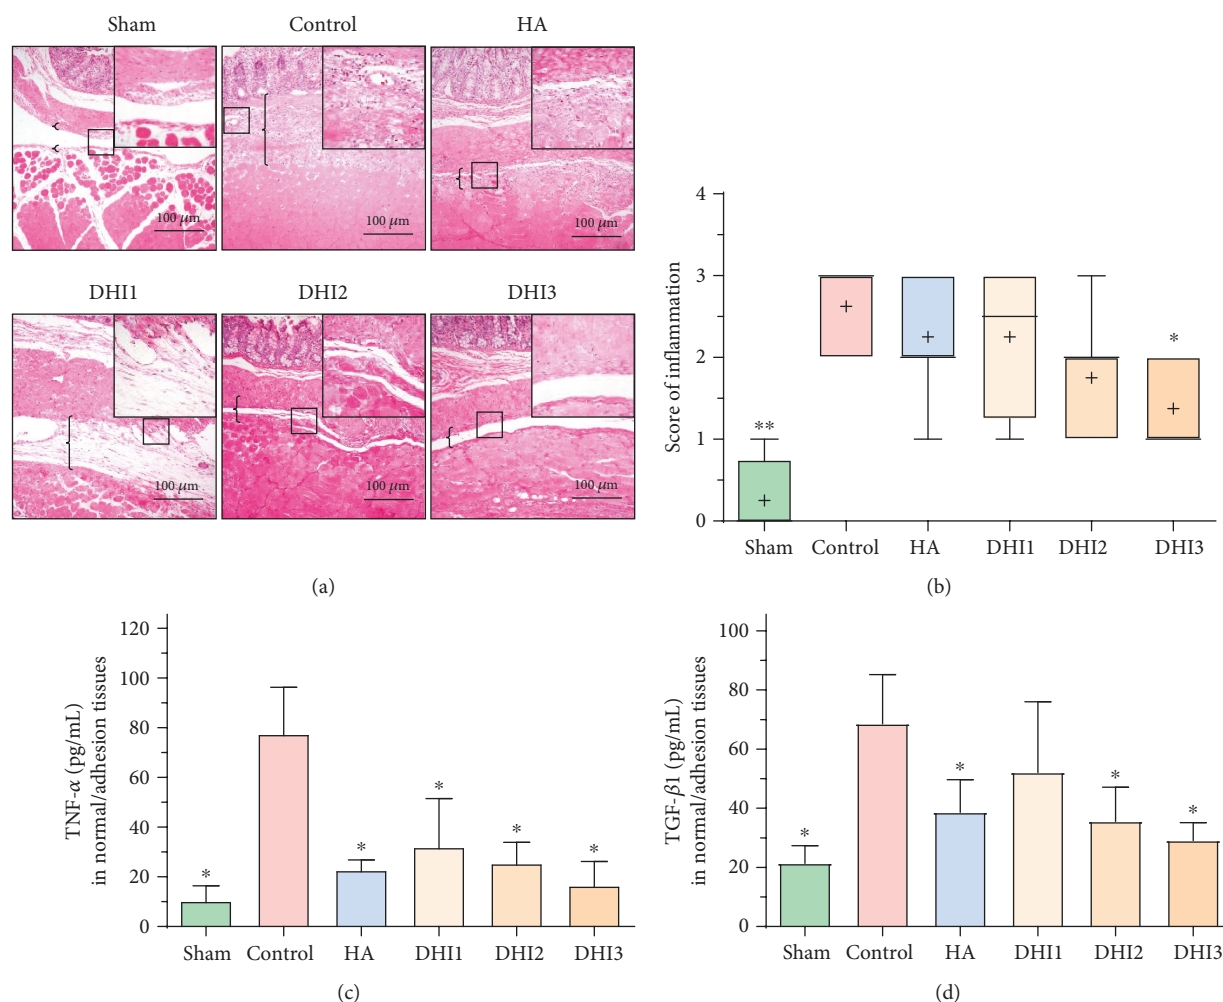 Sham Control HA
100 μm 100 μm 100 μm
DHI1 DHI2 DHI3
100 μm 100 μm 100 μm
(a)
Score of inflammation
4
3
2
1
0
**
*
Sham Control HA DHI1 DHI2 DHI3
(b)
TNF-α (pg/mL)
in normal/adhesion tissues
120
100
80
60
40
20
0
* * * * *
Sham Control HA DHI1 DHI2 DHI3
(c)
TGF-β1 (pg/mL)
in normal/adhesion tissues
100
80
60
40
20
0
* * * *
Sham Control HA DHI1 DHI2 DHI3
(d)